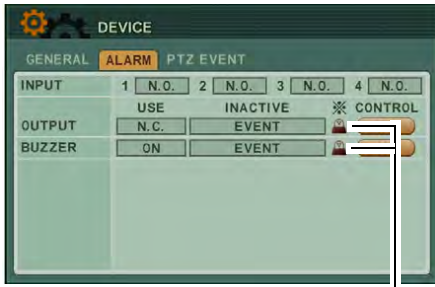 DEVICE
GENERAL ALARM PTZ EVENT
INPUT 1 N.O. 2 N.O. 3 N.O. 4 N.O.
USE INACTIVE ※ CONTROL
OUTPUT N.C. EVENT
BUZZER ON EVENT